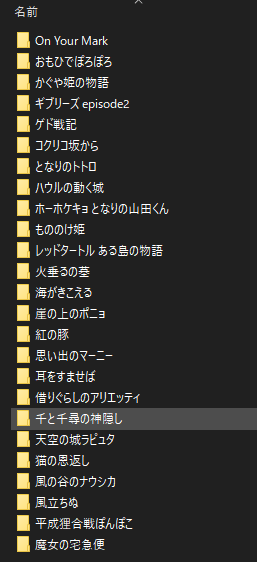 名前
On Your Mark
おもひでぽろぽろ
かぐや姫の物語
ギブリーズ episode2
ゲド戦記
コクリコ坂から
となりのトトロ
ハウルの動く城
ホーホケキョ となりの山田くん
もののけ姫
レッドタートル ある島の物語
火垂るの墓
海がきこえる
崖の上のポニョ
紅の豚
思い出のマーニー
耳をすませば
借りぐらしのアリエッティ
千と千尋の神隠し
天空の城ラピュタ
猫の恩返し
風の谷のナウシカ
風立ちぬ
平成狸合戦ぽんぽこ
魔女の宅急便